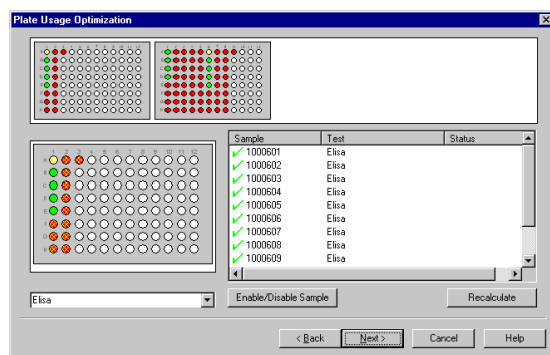 Plate Usage Optimization
Sample Test Status
1000601 Elisa
1000602 Elisa
1000603 Elisa
1000604 Elisa
1000605 Elisa
1000606 Elisa
1000607 Elisa
1000608 Elisa
1000609 Elisa
1 2 3 4 5 6 7 8 9 10 11 12
Elisa
Enable/Disable Sample Recalculate
< Back Next > Cancel Help